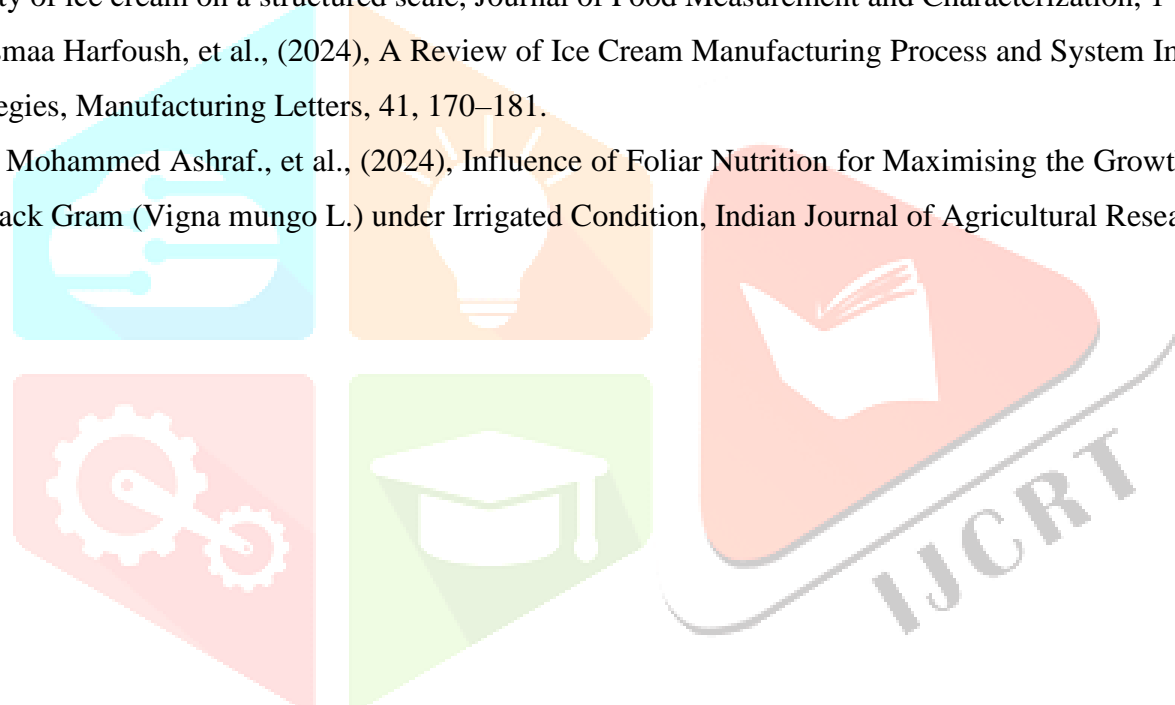 ty of ice cream on a structured scale, Journal of Food Measurement and Characterization, 1
smaa Harfoush, et al., (2024), A Review of Ice Cream Manufacturing Process and System In
egies, Manufacturing Letters, 41, 170–181.
Mohammed Ashraf., et al., (2024), Influence of Foliar Nutrition for Maximising the Growt
ack Gram (Vigna mungo L.) under Irrigated Condition, Indian Journal of Agricultural Resea
IJCRT